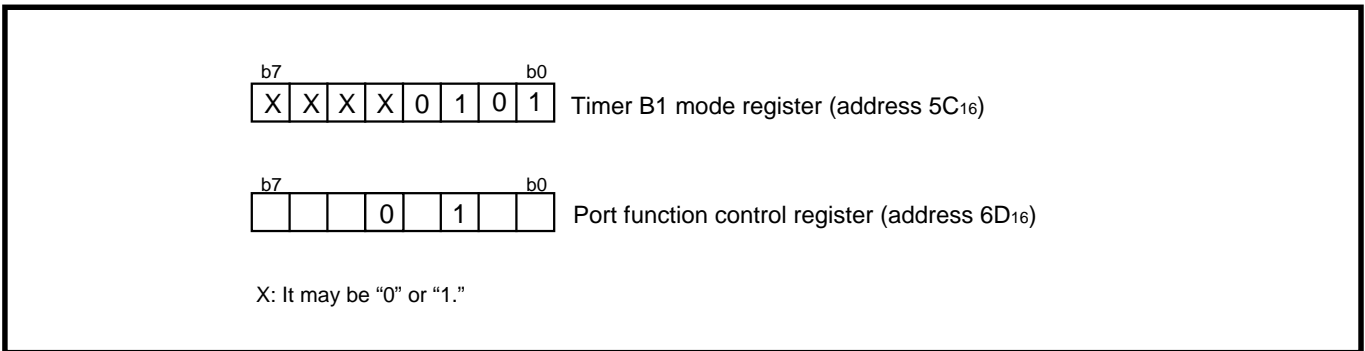 b7 b0
X X X X 0 1 0 1 Timer B1 mode register (address 5C16)
b7 b0
0 1 Port function control register (address 6D16)
X: It may be “0” or “1.”